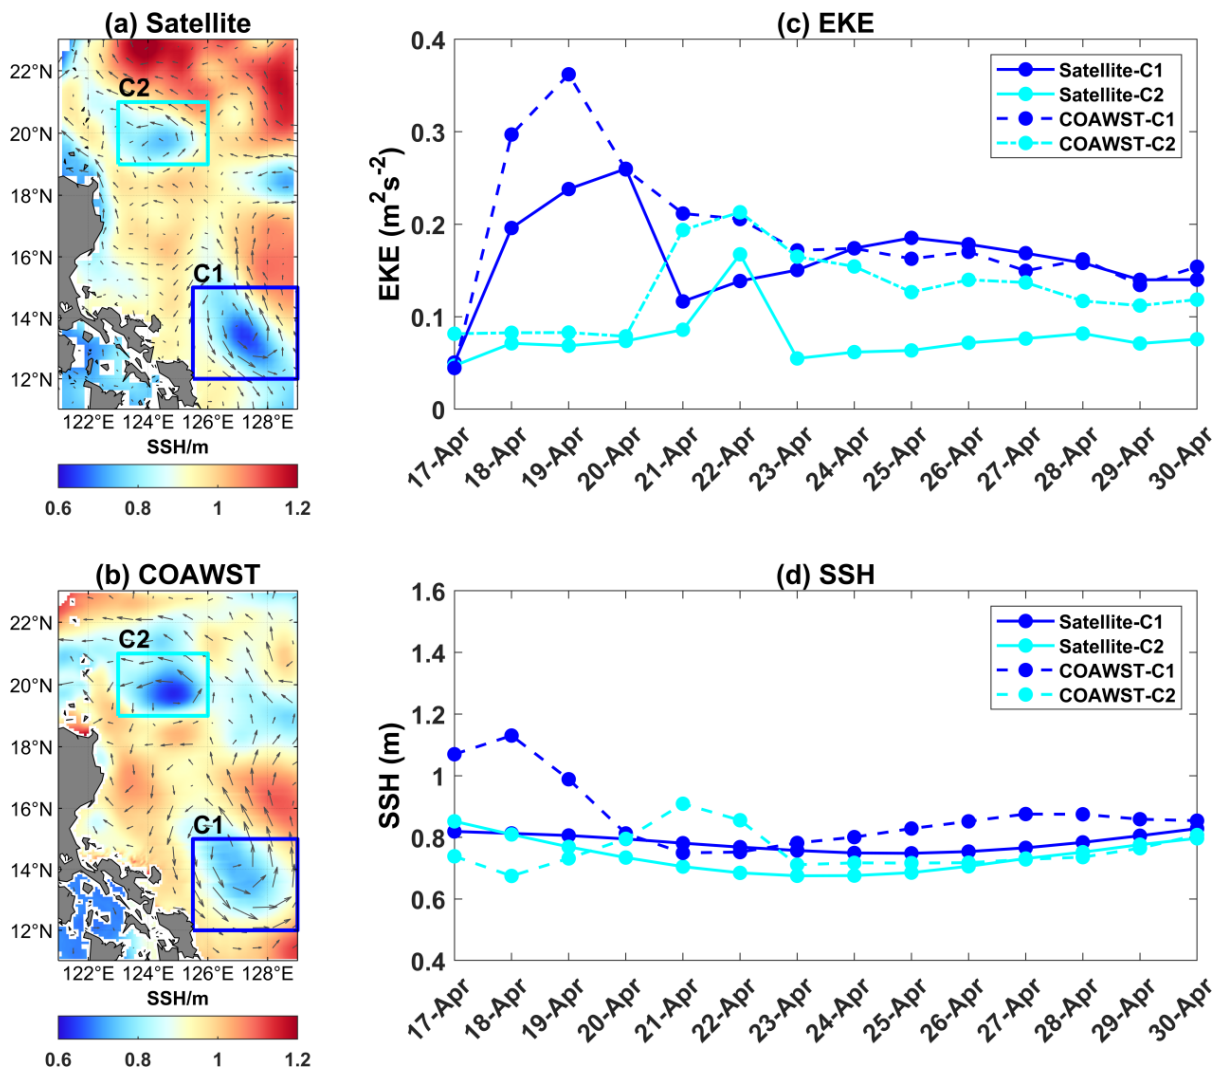 (a) Satellite
22°N
20°N
18°N
16°N
14°N
12°N
C2
C1
122°E 124°E 126°E 128°E
SSH/m
0.6 0.8 1 1.2
(c) EKE
EKE (m²s⁻²)
0.4
0.3
0.2
0.1
0
Satellite-C1
Satellite-C2
COAWST-C1
COAWST-C2
17-Apr 18-Apr 19-Apr 20-Apr 21-Apr 22-Apr 23-Apr 24-Apr 25-Apr 26-Apr 27-Apr 28-Apr 29-Apr 30-Apr
(b) COAWST
22°N
20°N
18°N
16°N
14°N
12°N
C2
C1
122°E 124°E 126°E 128°E
SSH/m
0.6 0.8 1 1.2
(d) SSH
SSH (m)
1.6
1.4
1.2
1
0.8
0.6
0.4
Satellite-C1
Satellite-C2
COAWST-C1
COAWST-C2
17-Apr 18-Apr 19-Apr 20-Apr 21-Apr 22-Apr 23-Apr 24-Apr 25-Apr 26-Apr 27-Apr 28-Apr 29-Apr 30-Apr